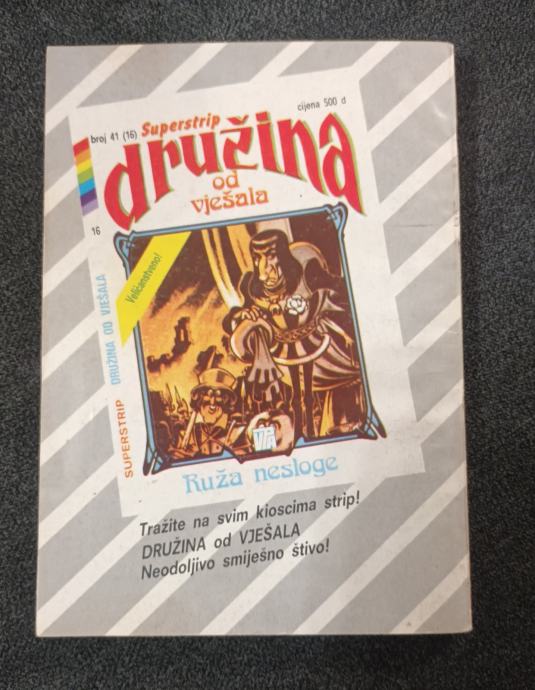 broj 41 (16)
Superstrip
cijena 500 d
družina
od
vješala
16
Veličanstveno!
SUPERSTRIP DRUŽINA OD VJEŠALA
Ruža nesloge
Tražite na svim kioscima strip!
DRUŽINA od VJEŠALA
Neodoljivo smiješno štivo!